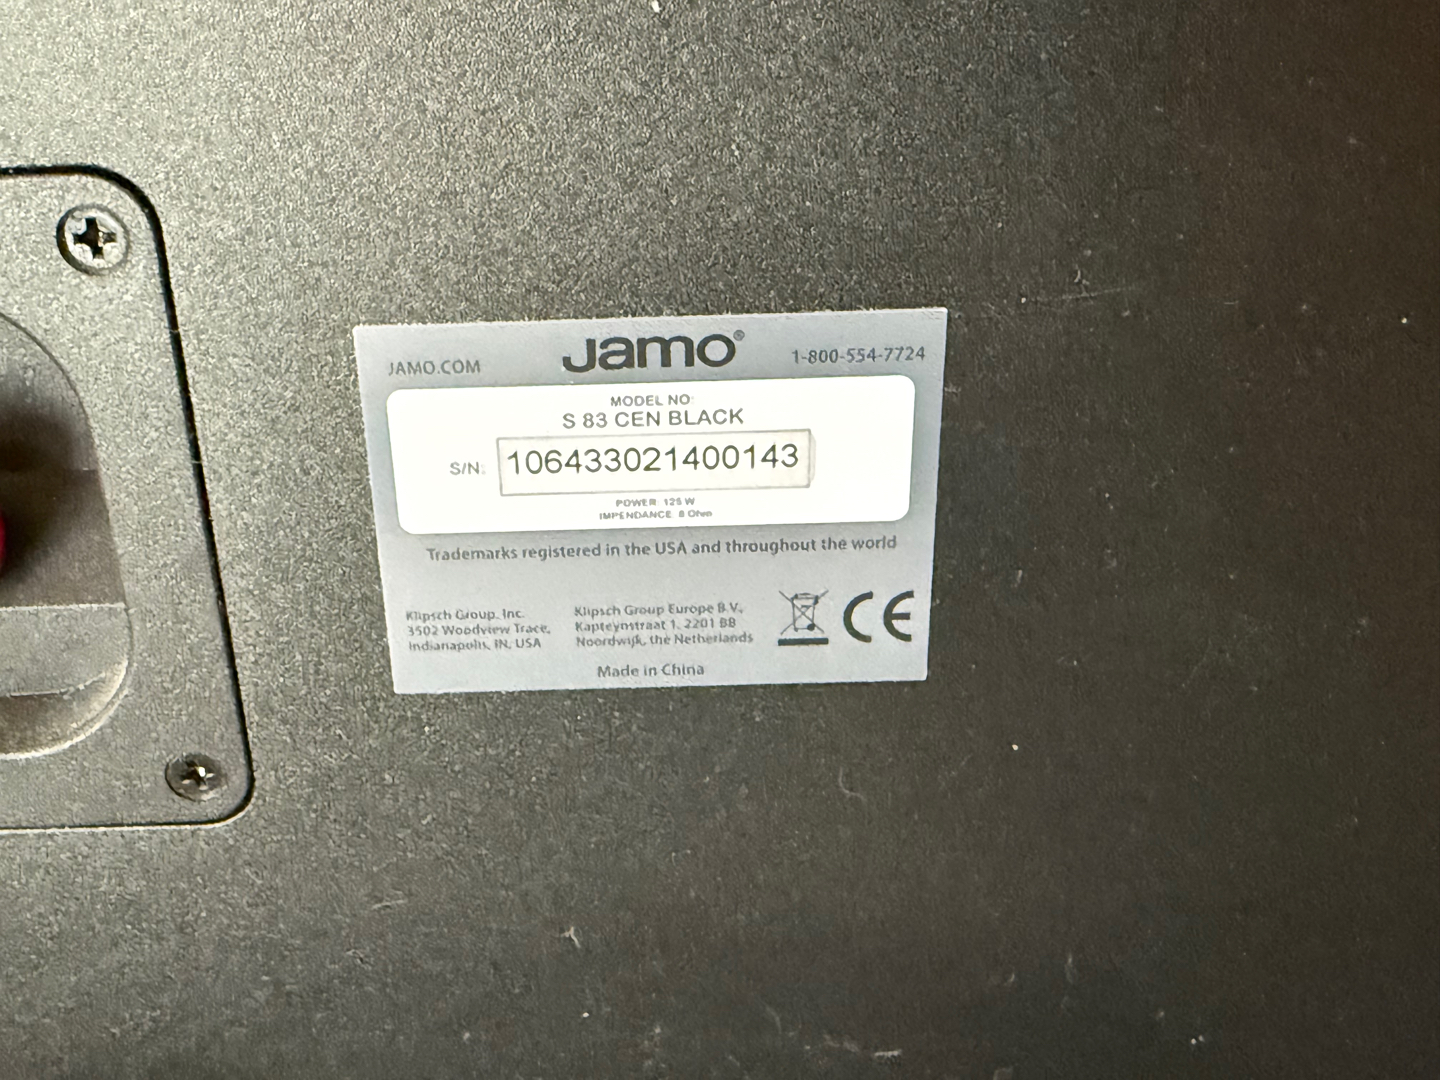 JAMO.COM Jamo® 1-800-554-7724
MODEL NO:
S 83 CEN BLACK
S/N: 106433021400143
POWER: 125 W
IMPENDANCE: 8 Ohm
Trademarks registered in the USA and throughout the world
Klipsch Group, Inc.
3502 Woodview Trace,
Indianapolis, IN, USA
Klipsch Group Europe B.V.,
Kapteynstraat 1, 2201 BB
Noordwijk, the Netherlands
CE
Made in China